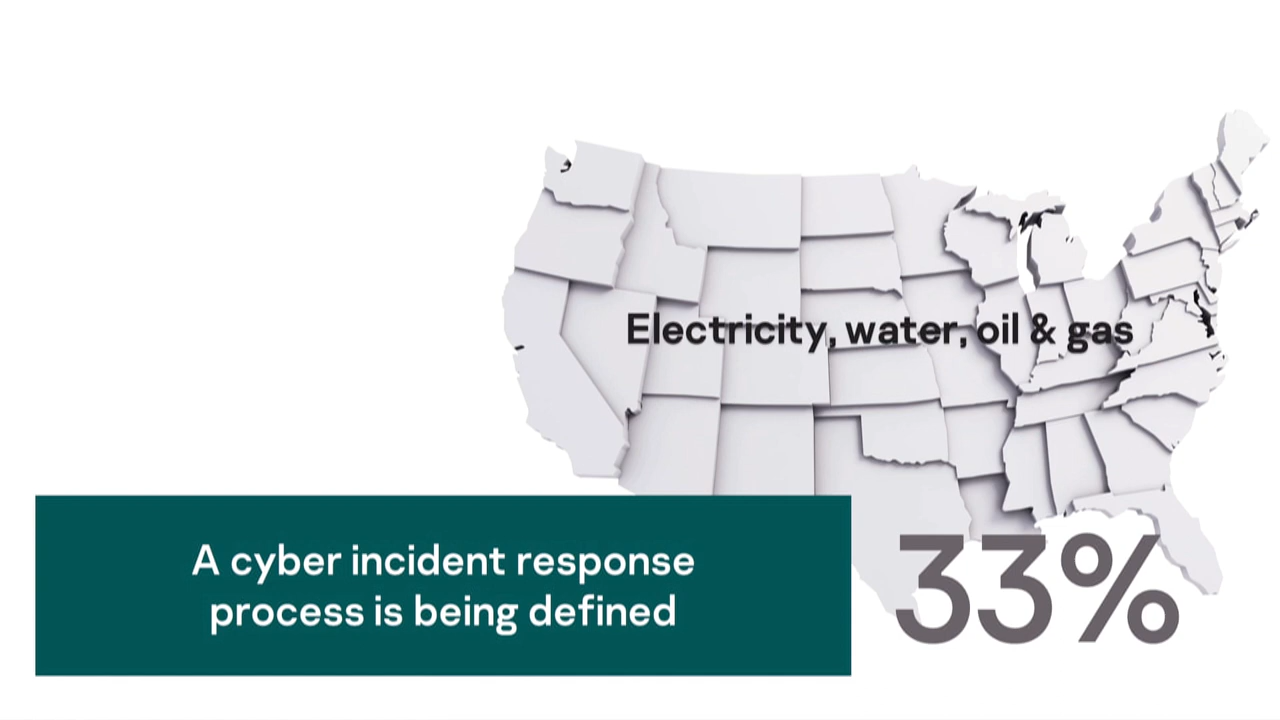 Electricity, water, oil & gas
A cyber incident response
process is being defined
33%